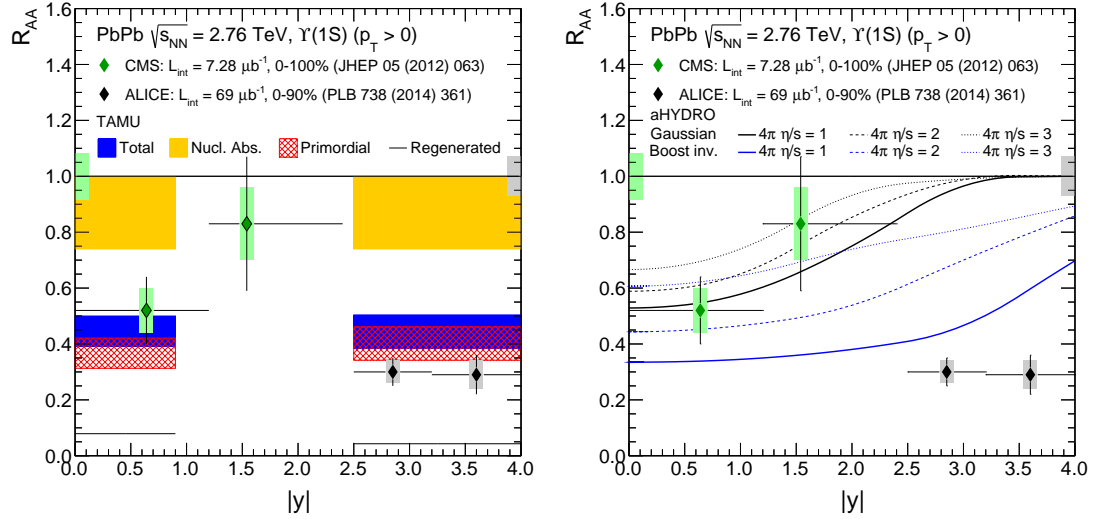 PbPb √s_NN = 2.76 TeV, ϒ(1S) (p_T > 0)
CMS: L_int = 7.28 μb⁻¹, 0-100% (JHEP 05 (2012) 063)
ALICE: L_int = 69 μb⁻¹, 0-90% (PLB 738 (2014) 361)
TAMU
Total Nucl. Abs. Primordial Regenerated
R_AA
1.6
1.4
1.2
1.0
0.8
0.6
0.4
0.2
0.0
0.0 0.5 1.0 1.5 2.0 2.5 3.0 3.5 4.0
|y|
PbPb √s_NN = 2.76 TeV, ϒ(1S) (p_T > 0)
CMS: L_int = 7.28 μb⁻¹, 0-100% (JHEP 05 (2012) 063)
ALICE: L_int = 69 μb⁻¹, 0-90% (PLB 738 (2014) 361)
aHYDRO
Gaussian 4π η/s = 1 4π η/s = 2 4π η/s = 3
Boost inv. 4π η/s = 1 4π η/s = 2 4π η/s = 3
R_AA
1.6
1.4
1.2
1.0
0.8
0.6
0.4
0.2
0.0
0.0 0.5 1.0 1.5 2.0 2.5 3.0 3.5 4.0
|y|